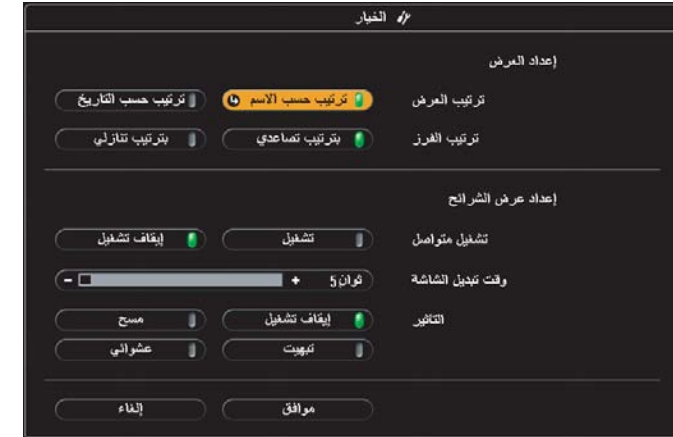 الخيار
إعداد العرض
ترتيب العرض ترتيب حسب الاسم ترتيب حسب التاريخ
ترتيب الفرز بترتيب تصاعدي بترتيب تنازلي
إعداد عرض الشرائح
تشغيل متواصل تشغيل إيقاف تشغيل
وقت تبديل الشاشة 5 ثوانٍ + -
التأثير إيقاف تشغيل مسح
تبهيت عشوائي
موافق إلغاء